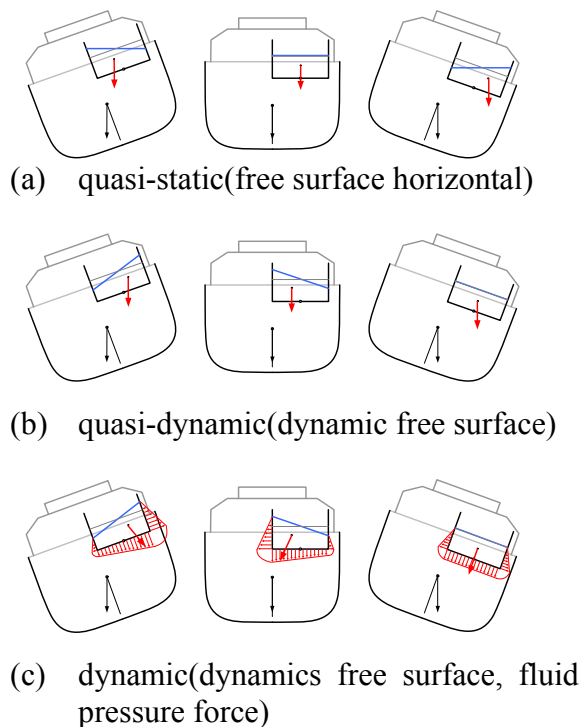 (a) quasi-static(free surface horizontal)
(b) quasi-dynamic(dynamic free surface)
(c) dynamic(dynamics free surface, fluid
pressure force)